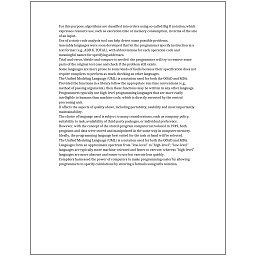 For this purpose, algorithms are classified into orders using so-called Big O notation, which
expresses resource use, such as execution time or memory consumption, in terms of the size
of an input.
Use of a static code analysis tool can help detect some possible problems.
Assembly languages were soon developed that let the programmer specify instruction in a
text format (e.g., ADD X, TOTAL), with abbreviations for each operation code and
meaningful names for specifying addresses.
Trial-and-error/divide-and-conquer is needed: the programmer will try to remove some
parts of the original test case and check if the problem still exists.
Some languages are more prone to some kinds of faults because their specification does not
require compilers to perform as much checking as other languages.
The Unified Modeling Language (UML) is a notation used for both the OOAD and MDA.
Provided the functions in a library follow the appropriate run-time conventions (e.g.,
method of passing arguments), then these functions may be written in any other language.
Programmers typically use high-level programming languages that are more easily
intelligible to humans than machine code, which is directly executed by the central
processing unit.
It affects the aspects of quality above, including portability, usability and most importantly
maintainability.
The choice of language used is subject to many considerations, such as company policy,
suitability to task, availability of third-party packages, or individual preference.
However, with the concept of the stored-program computer introduced in 1949, both
programs and data were stored and manipulated in the same way in computer memory.
Ideally, the programming language best suited for the task at hand will be selected.
The Unified Modeling Language (UML) is a notation used for both the OOAD and MDA.
Languages form an approximate spectrum from "low-level" to "high-level"; "low-level"
languages are typically more machine-oriented and faster to execute, whereas "high-level"
languages are more abstract and easier to use but execute less quickly.
Compilers harnessed the power of computers to make programming easier by allowing
programmers to specify calculations by entering a formula using infix notation.